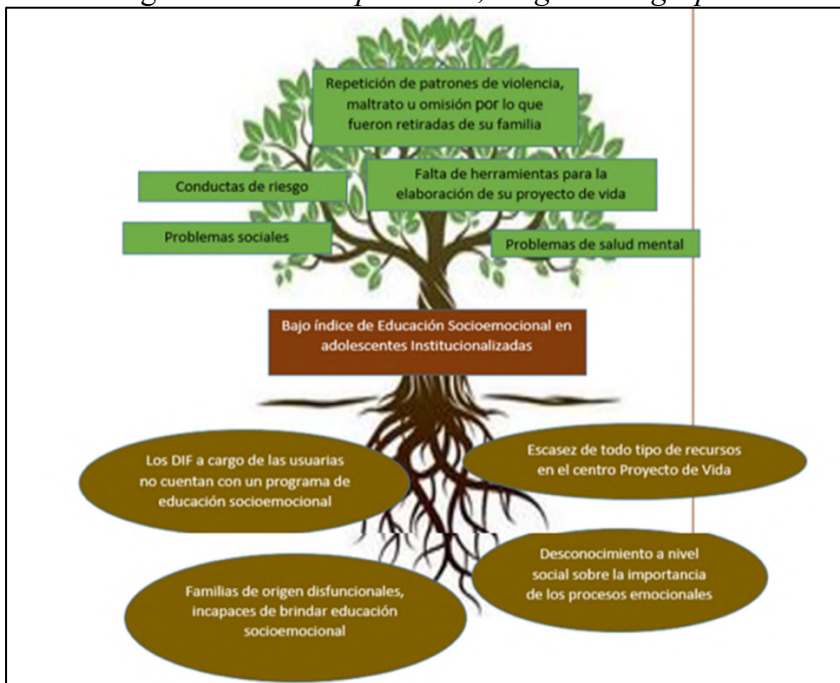 Repetición de patrones de violencia,
maltrato u omisión por lo que
fueron retiradas de su familia
Conductas de riesgo
Falta de herramientas para la
elaboración de su proyecto de vida
Problemas sociales
Problemas de salud mental
Bajo índice de Educación Socioemocional en
adolescentes Institucionalizadas
Los DIF a cargo de las usuarias
no cuentan con un programa de
educación socioemocional
Escasez de todo tipo de recursos
en el centro Proyecto de Vida
Familias de origen disfuncionales,
incapaces de brindar educación
socioemocional
Desconocimiento a nivel
social sobre la importancia
de los procesos emocionales